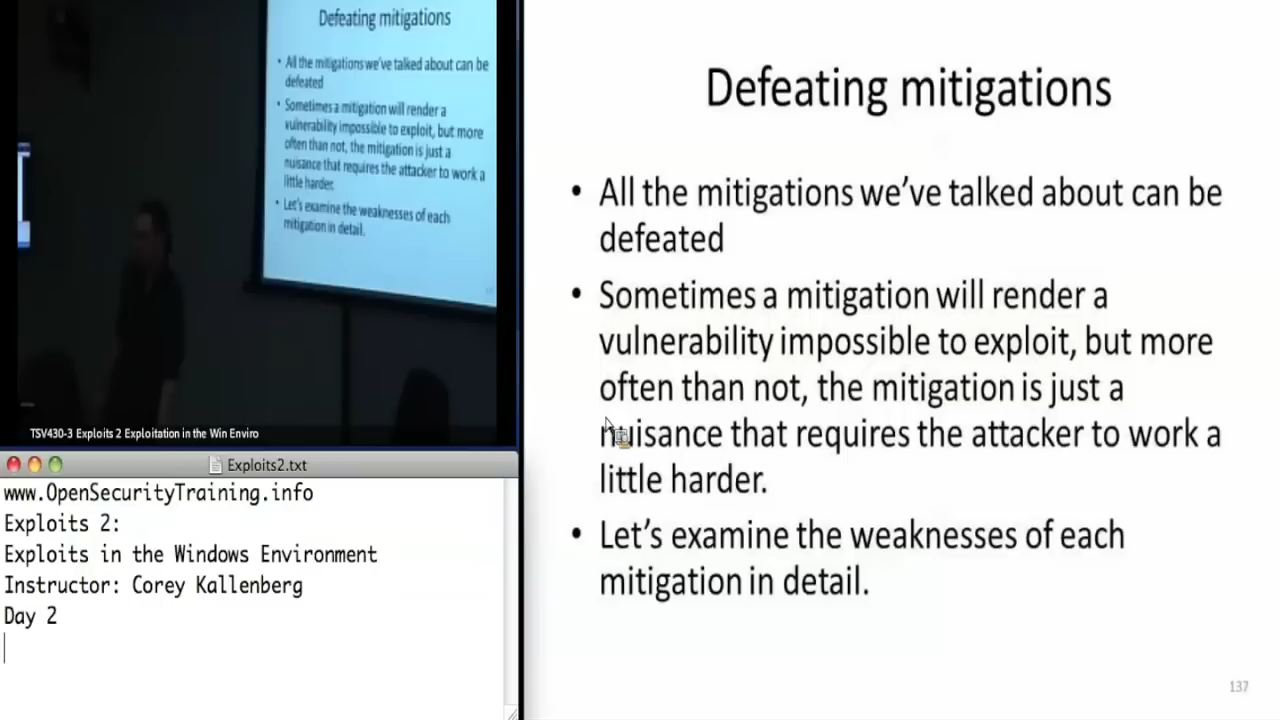 Defeating mitigations
• All the mitigations we've talked about can be
defeated
• Sometimes a mitigation will render a
vulnerability impossible to exploit, but more
often than not, the mitigation is just a
nuisance that requires the attacker to work a
little harder.
• Let's examine the weaknesses of each
mitigation in detail.
TSV430-3 Exploits 2 Exploitation in the Win Enviro
Exploits2.txt
www.OpenSecurityTraining.info
Exploits 2:
Exploits in the Windows Environment
Instructor: Corey Kallenberg
Day 2
Defeating mitigations
• All the mitigations we've talked about can be
defeated
• Sometimes a mitigation will render a
vulnerability impossible to exploit, but more
often than not, the mitigation is just a
nuisance that requires the attacker to work a
little harder.
• Let's examine the weaknesses of each
mitigation in detail.
137